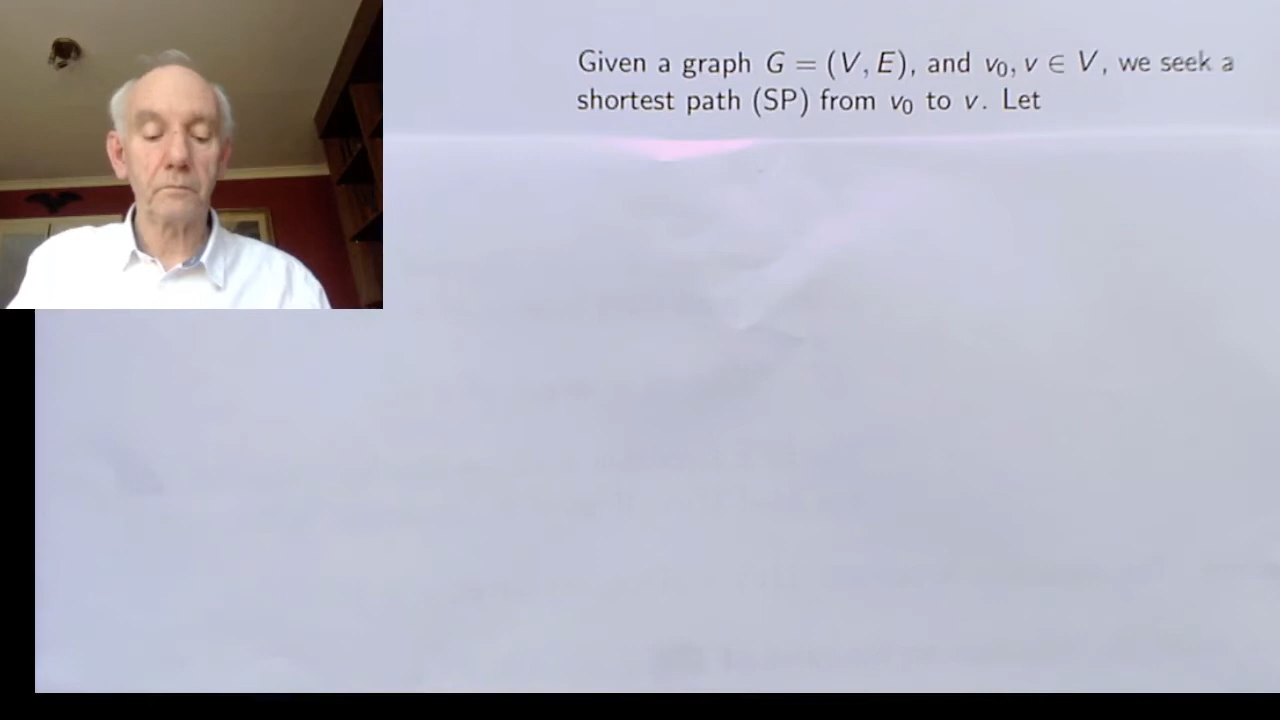 Given a graph G = (V, E), and v₀, v ∈ V, we seek a
shortest path (SP) from v₀ to v. Let